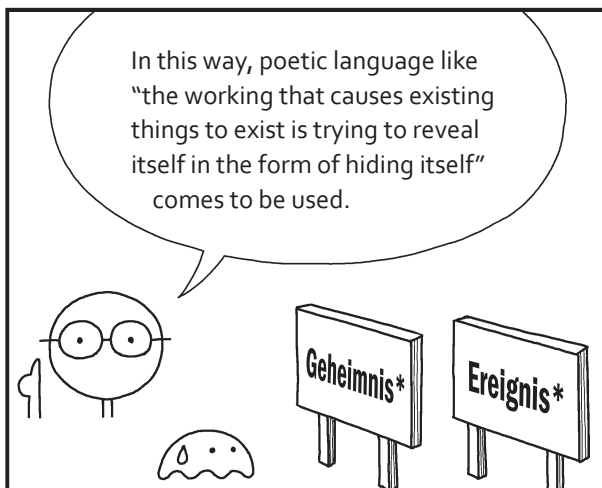 In this way, poetic language like
“the working that causes existing
things to exist is trying to reveal
itself in the form of hiding itself”
comes to be used.
Geheimnis*
Ereignis*